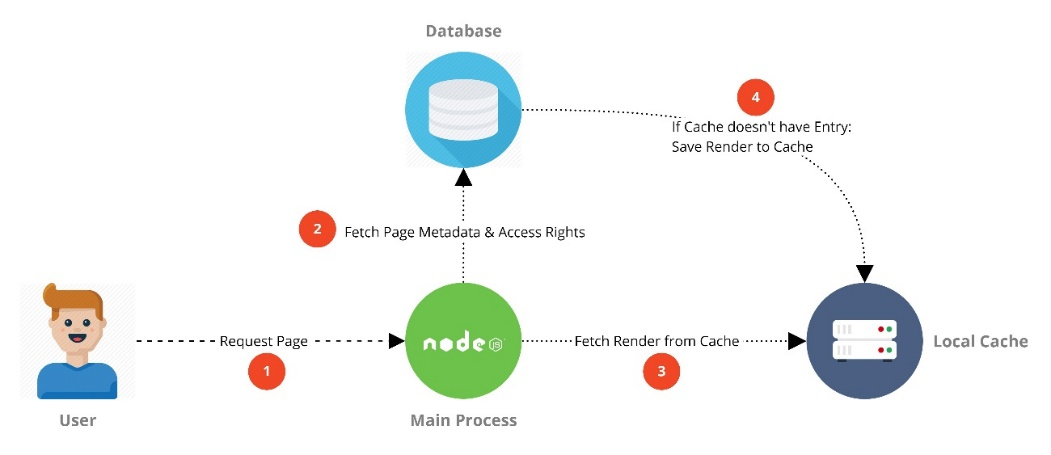 Database
4
If Cache doesn't have Entry:
Save Render to Cache
2
Fetch Page Metadata & Access Rights
Request Page
1
node JS
Fetch Render from Cache
3
Local Cache
User
Main Process